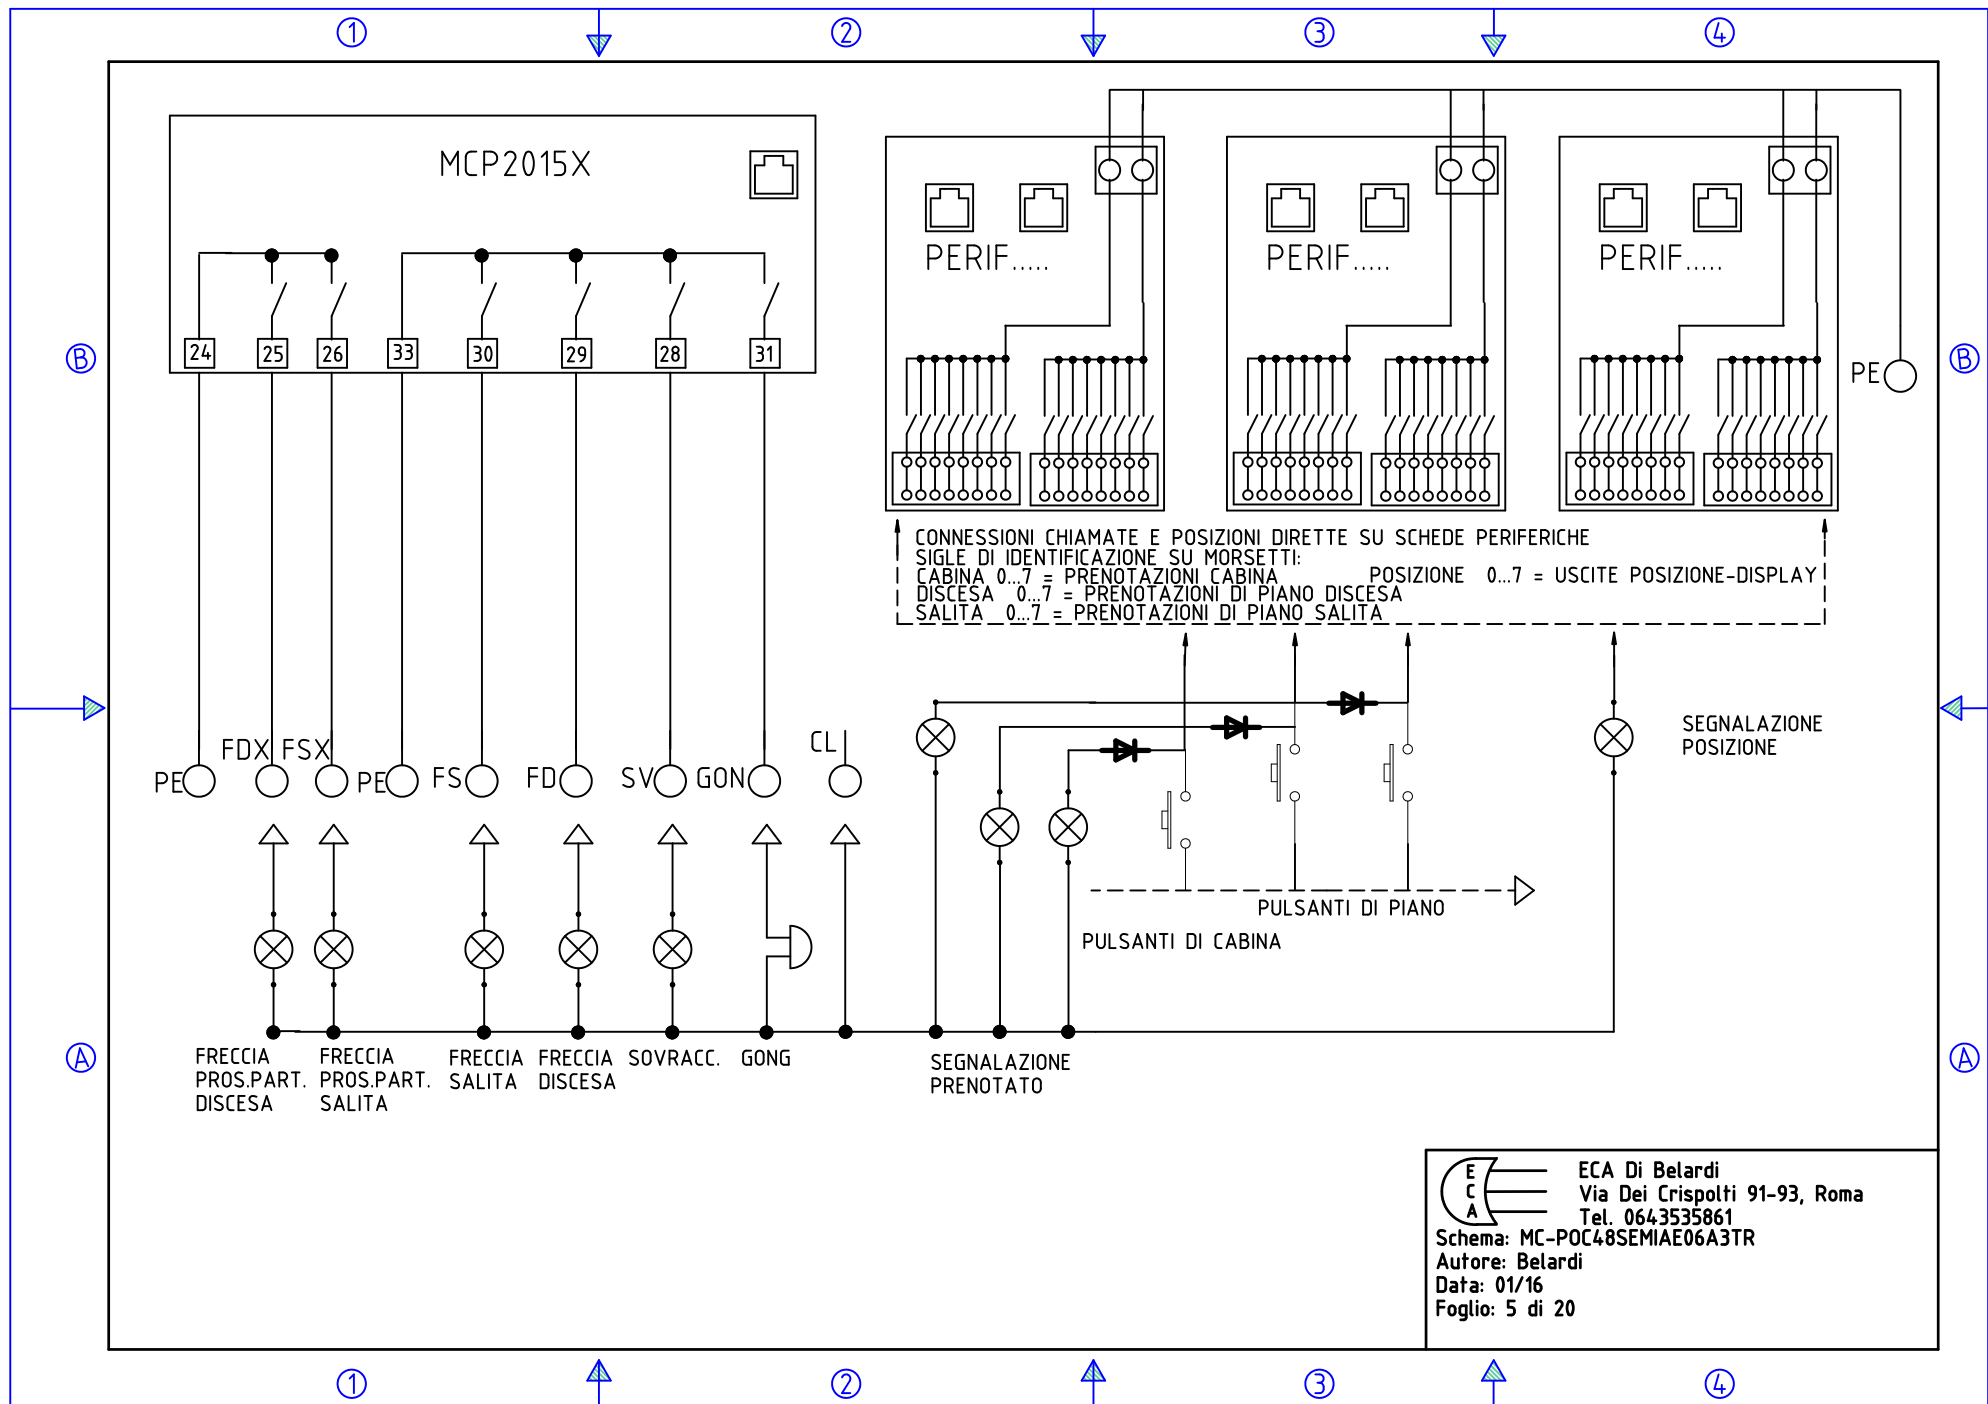 1 2 3 4
MCP2015X
PERIF..... PERIF..... PERIF.....
24 25 26 33 30 29 28 31
B B
PE
CONNESSIONI CHIAMATE E POSIZIONI DIRETTE SU SCHEDE PERIFERICHE
SIGLE DI IDENTIFICAZIONE SU MORSETTI:
CABINA 0...7 = PRENOTAZIONI CABINA POSIZIONE 0...7 = USCITE POSIZIONE-DISPLAY
DISCESA 0...7 = PRENOTAZIONI DI PIANO DISCESA
SALITA 0...7 = PRENOTAZIONI DI PIANO SALITA
SEGNALAZIONE
POSIZIONE
PE FDX FSX PE FS FD SV GON CL
PULSANTI DI PIANO
PULSANTI DI CABINA
A A
FRECCIA
PROS.PART.
DISCESA
FRECCIA
PROS.PART.
SALITA
FRECCIA
SALITA
FRECCIA
DISCESA
SOVRACC.
GONG
SEGNALAZIONE
PRENOTATO
E
C
A
ECA Di Belardi
Via Dei Crispolti 91-93, Roma
Tel. 0643535861
Schema: MC-POC48SEMIAE06A3TR
Autore: Belardi
Data: 01/16
Foglio: 5 di 20
1 2 3 4